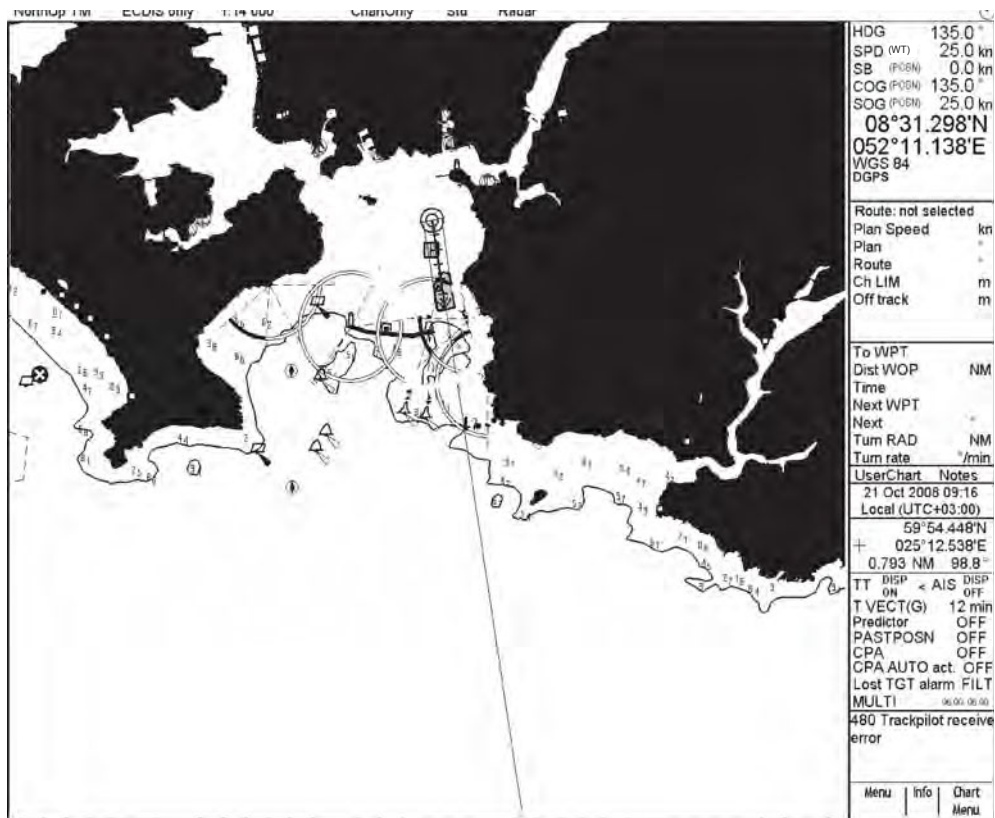 NorthUp TM ECDIS only 1:14 000 ChartOnly Std Radar
HDG 135.0 °
SPD (WT) 25.0 kn
SB (POSN) 0.0 kn
COG (POSN) 135.0 °
SOG (POSN) 25.0 kn
08°31.298'N
052°11.138'E
WGS 84
DGPS
Route: not selected
Plan Speed kn
Plan °
Route °
Ch LIM m
Off track m
To WPT
Dist WOP NM
Time
Next WPT
Next °
Turn RAD NM
Turn rate °/min
UserChart Notes
21 Oct 2008 09:16
Local (UTC+03:00)
59°54.448'N
+ 025°12.538'E
0.793 NM 98.8°
TT DISP ON < AIS DISP OFF
T VECT(G) 12 min
Predictor OFF
PASTPOSN OFF
CPA OFF
CPA AUTO act. OFF
Lost TGT alarm FILT
MULTI
480 Trackpilot receive
error
Menu Info Chart
Menu